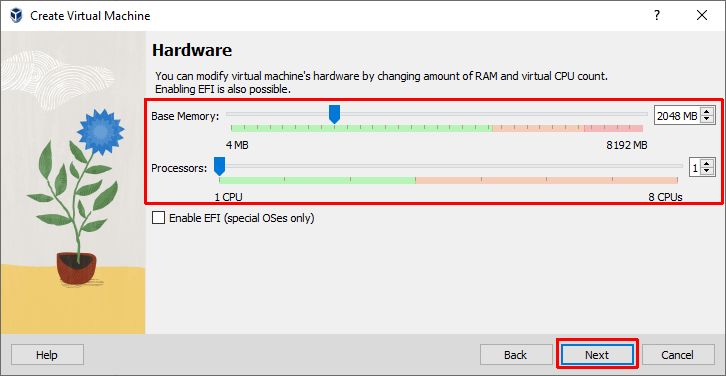 Create Virtual Machine
?
Hardware
You can modify virtual machine's hardware by changing amount of RAM and virtual CPU count.
Enabling EFI is also possible.
Base Memory: 2048 MB
4 MB 8192 MB
Processors: 1
1 CPU 8 CPUs
Enable EFI (special OSes only)
Help Back Next Cancel